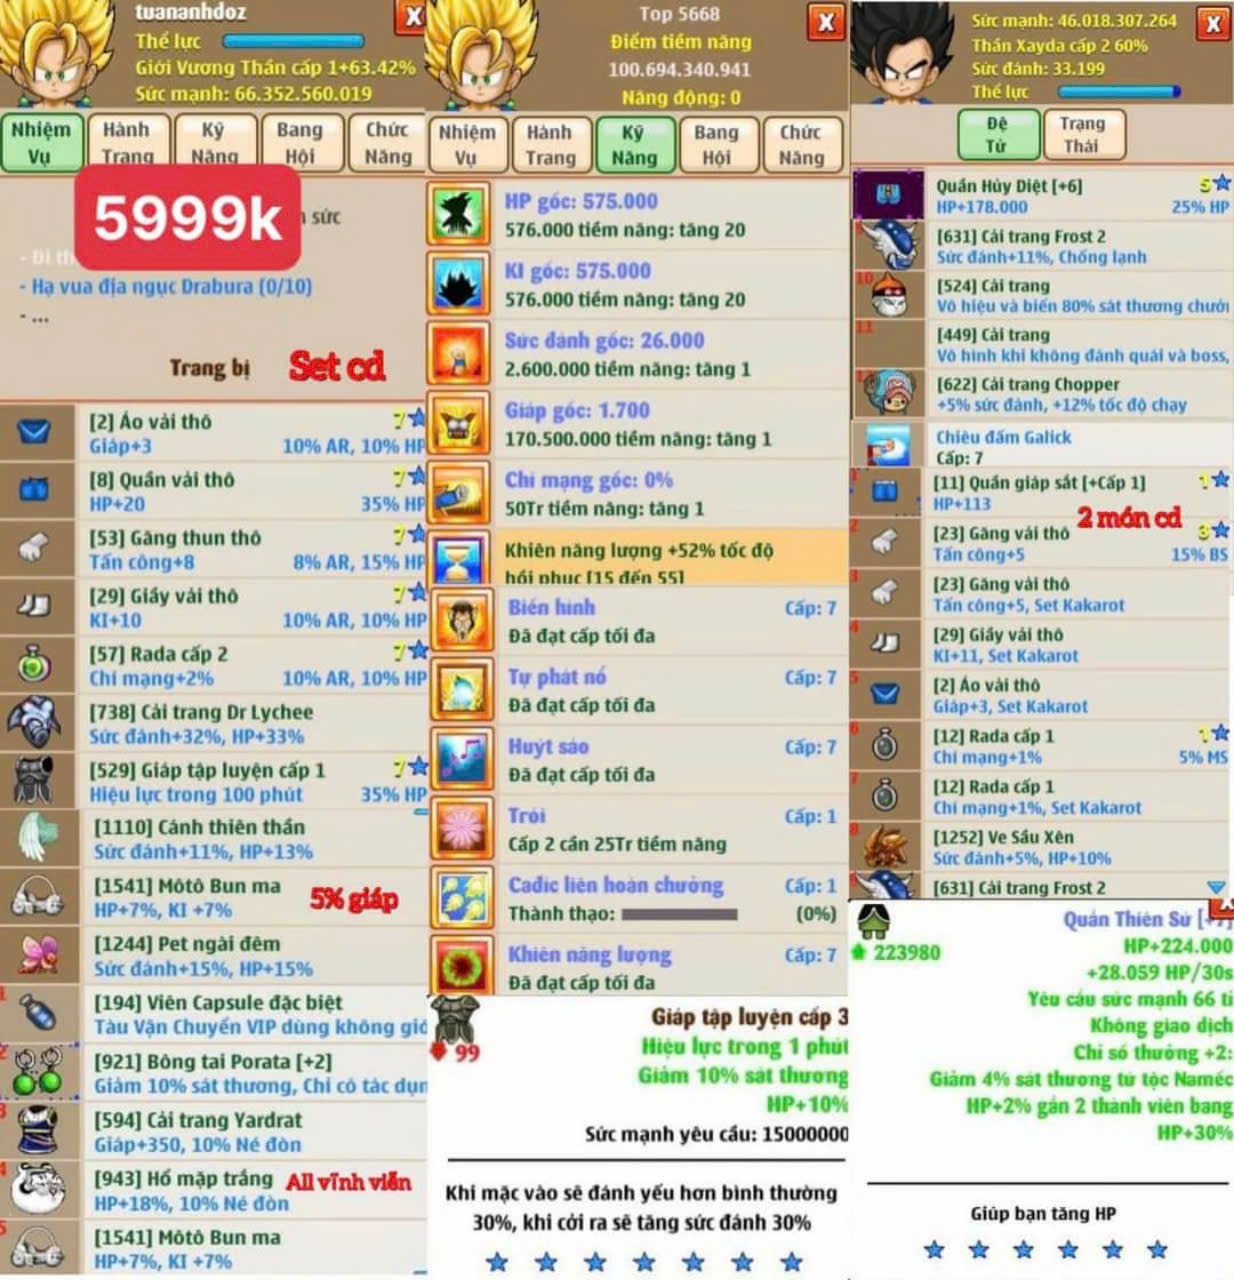 tuananhdoz
Thể lực
Giới Vương Thần cấp 1+63.42%
Sức mạnh: 66.352.560.019
X
Nhiệm Vụ
Hành Trang
Kỹ Năng
Bang Hội
Chức Năng
5999k
sức
- Đi th
- Hạ vua địa ngục Drabura (0/10)
- ...
Trang bị
Set cd
[2] Áo vải thô
7
Giáp+3
10% AR, 10% HP
[8] Quần vải thô
7
HP+20
35% HP
[53] Găng thun thô
7
Tấn công+8
8% AR, 15% HP
[29] Giầy vải thô
7
KI+10
10% AR, 10% HP
[57] Rada cấp 2
7
Chí mạng+2%
10% AR, 10% HP
[738] Cải trang Dr Lychee
Sức đánh+32%, HP+33%
[529] Giáp tập luyện cấp 1
7
Hiệu lực trong 100 phút
35% HP
[1110] Cánh thiên thần
Sức đánh+11%, HP+13%
[1541] Môtô Bun ma
HP+7%, KI +7%
5% giáp
[1244] Pet ngài đêm
Sức đánh+15%, HP+15%
1
[194] Viên Capsule đặc biệt
Tàu Vận Chuyển VIP dùng không giớ
2
[921] Bông tai Porata [+2]
Giảm 10% sát thương, Chỉ có tác dụn
3
[594] Cải trang Yardrat
Giáp+350, 10% Né đòn
4
[943] Hổ mập trắng
All vĩnh viễn
HP+18%, 10% Né đòn
5
[1541] Môtô Bun ma
HP+7%, KI +7%
Top 5668
Điểm tiềm năng
100.694.340.941
Năng động: 0
X
Nhiệm Vụ
Hành Trang
Kỹ Năng
Bang Hội
Chức Năng
HP gốc: 575.000
576.000 tiềm năng: tăng 20
KI gốc: 575.000
576.000 tiềm năng: tăng 20
Sức đánh gốc: 26.000
2.600.000 tiềm năng: tăng 1
Giáp gốc: 1.700
170.500.000 tiềm năng: tăng 1
Chí mạng gốc: 0%
50Tr tiềm năng: tăng 1
Khiên năng lượng +52% tốc độ
hồi phục [15 đến 55]
Biến hình
Cấp: 7
Đã đạt cấp tối đa
Tự phát nổ
Cấp: 7
Đã đạt cấp tối đa
Huýt sáo
Cấp: 7
Đã đạt cấp tối đa
Trói
Cấp: 1
Cấp 2 cần 25Tr tiềm năng
Cadic liên hoàn chưởng
Cấp: 1
Thành thạo:
(0%)
Khiên năng lượng
Cấp: 7
Đã đạt cấp tối đa
99
Giáp tập luyện cấp 3
Hiệu lực trong 1 phút
Giảm 10% sát thương
HP+10%
Sức mạnh yêu cầu: 15000000
Khi mặc vào sẽ đánh yếu hơn bình thường
30%, khi cởi ra sẽ tăng sức đánh 30%
Sức mạnh: 46.018.307.264
Thần Xayda cấp 2 60%
Sức đánh: 33.199
Thể lực
X
Đệ Tử
Trạng Thái
Quần Hủy Diệt [+6]
5
HP+178.000
25% HP
[631] Cải trang Frost 2
Sức đánh+11%, Chống lạnh
10
[524] Cải trang
Vô hiệu và biến 80% sát thương chưởn
11
[449] Cải trang
Vô hình khi không đánh quái và boss,
[622] Cải trang Chopper
+5% sức đánh, +12% tốc độ chạy
Chiêu đấm Galick
Cấp: 7
1
[11] Quần giáp sắt [+Cấp 1]
1
HP+113
2 món cd
2
[23] Găng vải thô
3
Tấn công+5
15% BS
3
[23] Găng vải thô
Tấn công+5, Set Kakarot
4
[29] Giầy vải thô
KI+11, Set Kakarot
5
[2] Áo vải thô
Giáp+3, Set Kakarot
6
[12] Rada cấp 1
1
Chí mạng+1%
5% MS
7
[12] Rada cấp 1
Chí mạng+1%, Set Kakarot
8
[1252] Ve Sầu Xên
Sức đánh+5%, HP+10%
[631] Cải trang Frost 2
X
223980
Quần Thiên Sứ [+7]
HP+224.000
+28.059 HP/30s
Yêu cầu sức mạnh 66 tỉ
Không giao dịch
Chỉ số thưởng +2:
Giảm 4% sát thương từ tộc Namếc
HP+2% gần 2 thành viên bang
HP+30%
Giúp bạn tăng HP